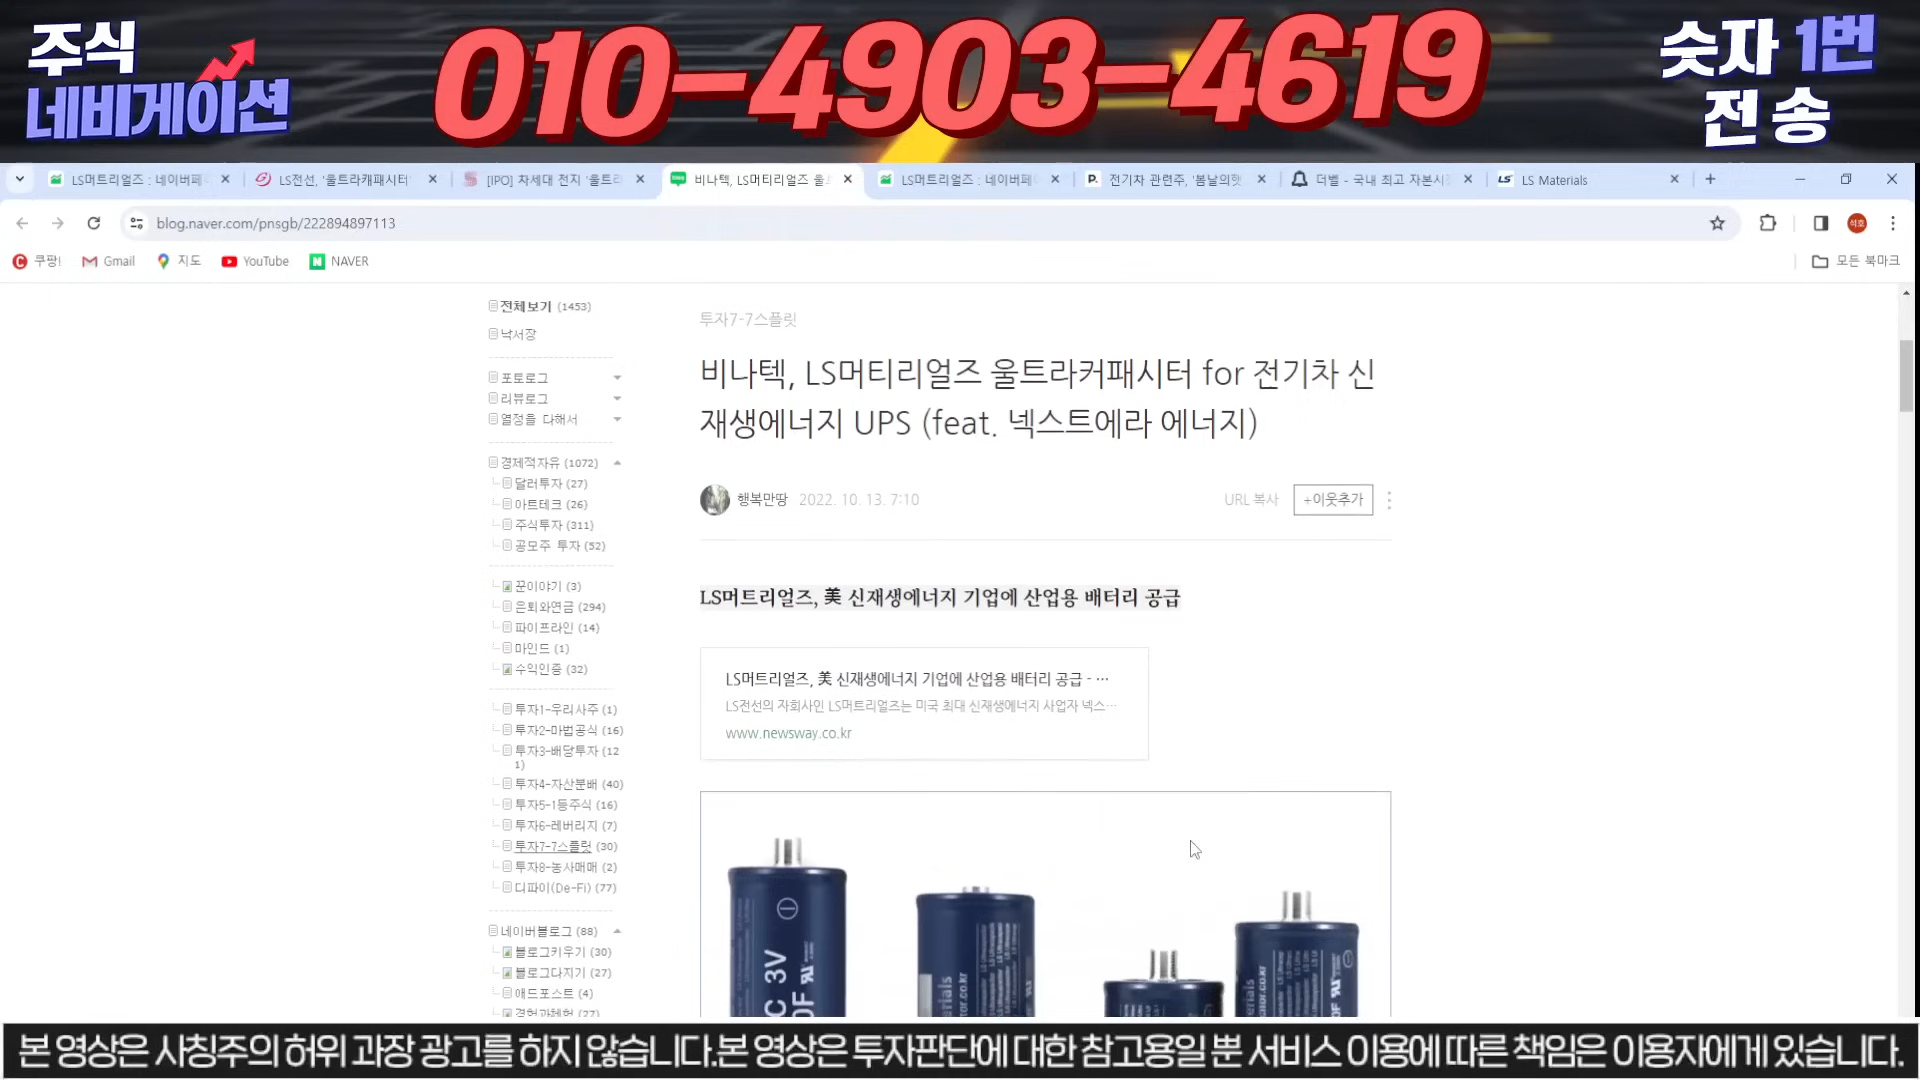 주식
네비게이션
010-4903-4619
숫자 1번
전송
LS머트리얼즈 : 네이버페
LS전선, '울트라캐패시터'
[IPO] 차세대 전지 '울트라
비나텍, LS머티리얼즈 울
LS머트리얼즈 : 네이버페이
전기차 관련주, '봄날의햇
더벨 - 국내 최고 자본시장
LS Materials
blog.naver.com/pnsgb/222894897113
쿠팡!
Gmail
지도
YouTube
NAVER
모든 북마크
전체보기 (1453)
낙서장
포토로그
리뷰로그
열정을 다해서
경제적자유 (1072)
달러투자 (27)
아트테크 (26)
주식투자 (311)
공모주 투자 (52)
꾼이야기 (3)
은퇴와연금 (294)
파이프라인 (14)
마인드 (1)
수익인증 (32)
투자1-우리사주 (1)
투자2-마법공식 (16)
투자3-배당투자 (12
1)
투자4-자산분배 (40)
투자5-1등주식 (16)
투자6-레버리지 (7)
투자7-7스플릿 (30)
투자8-농사매매 (2)
디파이(De-Fi) (77)
네이버블로그 (88)
블로그키우기 (30)
블로그다지기 (27)
애드포스트 (4)
경험과체험 (27)
투자7-7스플릿
비나텍, LS머티리얼즈 울트라커패시터 for 전기차 신
재생에너지 UPS (feat. 넥스트에라 에너지)
행복만땅 2022. 10. 13. 7:10
URL 복사
+이웃추가
LS머트리얼즈, 美 신재생에너지 기업에 산업용 배터리 공급
LS머트리얼즈, 美 신재생에너지 기업에 산업용 배터리 공급 - …
LS전선의 자회사인 LS머트리얼즈는 미국 최대 신재생에너지 사업자 넥스…
www.newsway.co.kr
본 영상은 사칭주의 허위 과장 광고를 하지 않습니다.본 영상은 투자판단에 대한 참고용일 뿐 서비스 이용에 따른 책임은 이용자에게 있습니다.